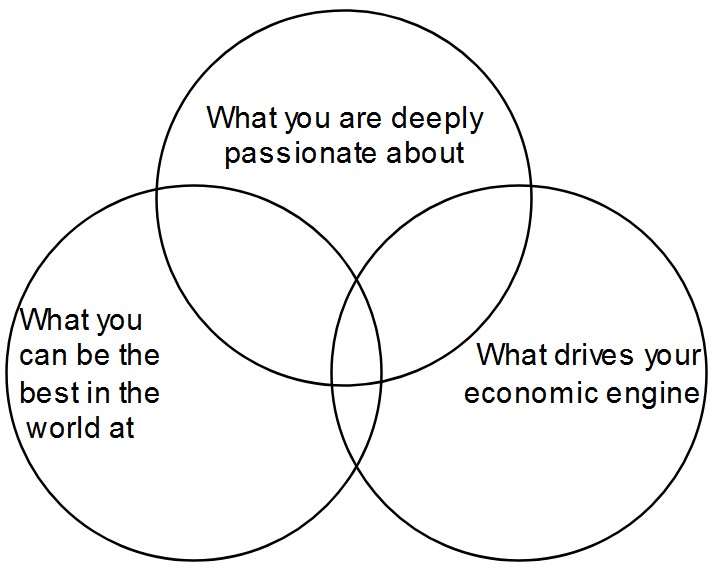 What you are deeply
passionate about
What you
can be the
best in the
world at
What drives your
economic engine